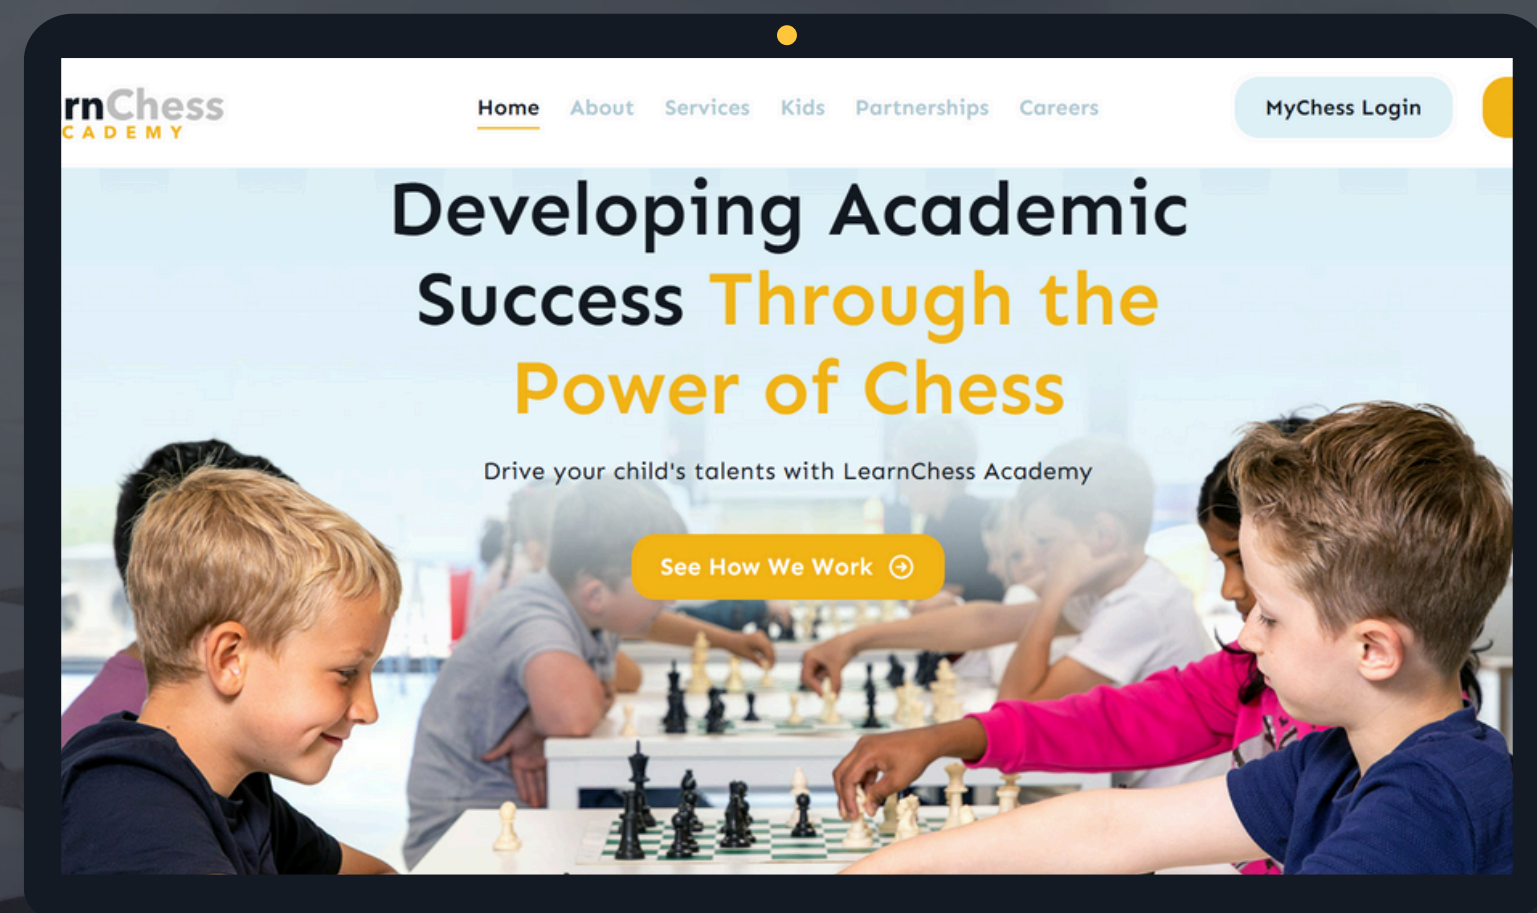 rnChess
CADEMY
Home About Services Kids Partnerships Careers
MyChess Login
Developing Academic
Success Through the
Power of Chess
Drive your child's talents with LearnChess Academy
See How We Work